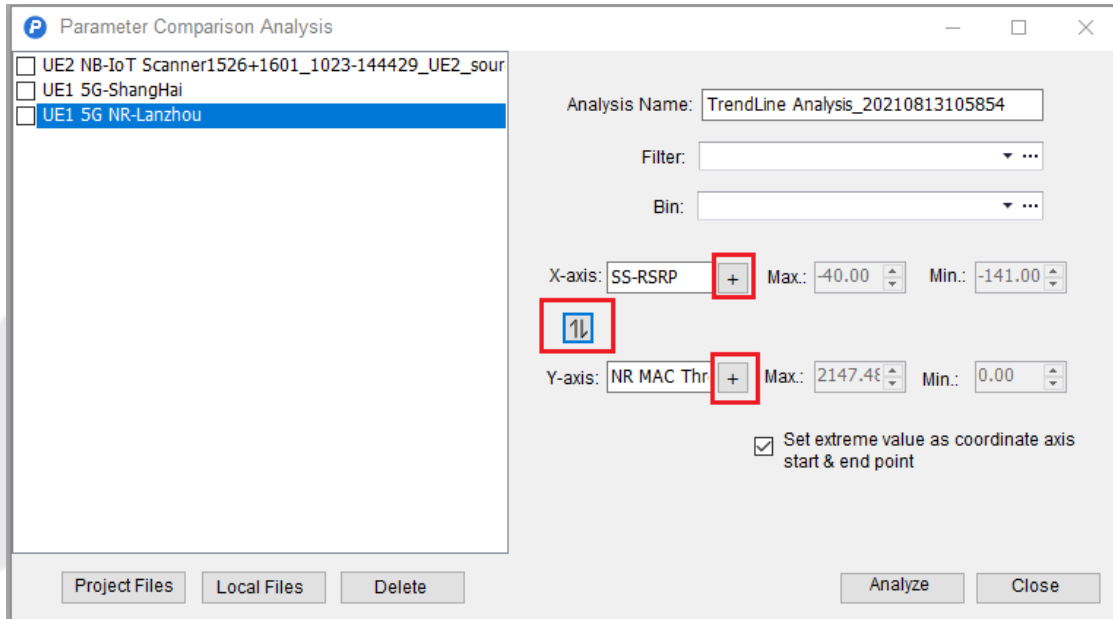 Parameter Comparison Analysis
UE2 NB-IoT Scanner1526+1601_1023-144429_UE2_sour
UE1 5G-ShangHai
UE1 5G NR-Lanzhou
Analysis Name: TrendLine Analysis_20210813105854
Filter:
Bin:
X-axis: SS-RSRP + Max.: -40.00 Min.: -141.00
Y-axis: NR MAC Thr + Max.: 2147.48 Min.: 0.00
Set extreme value as coordinate axis
start & end point
Project Files Local Files Delete Analyze Close